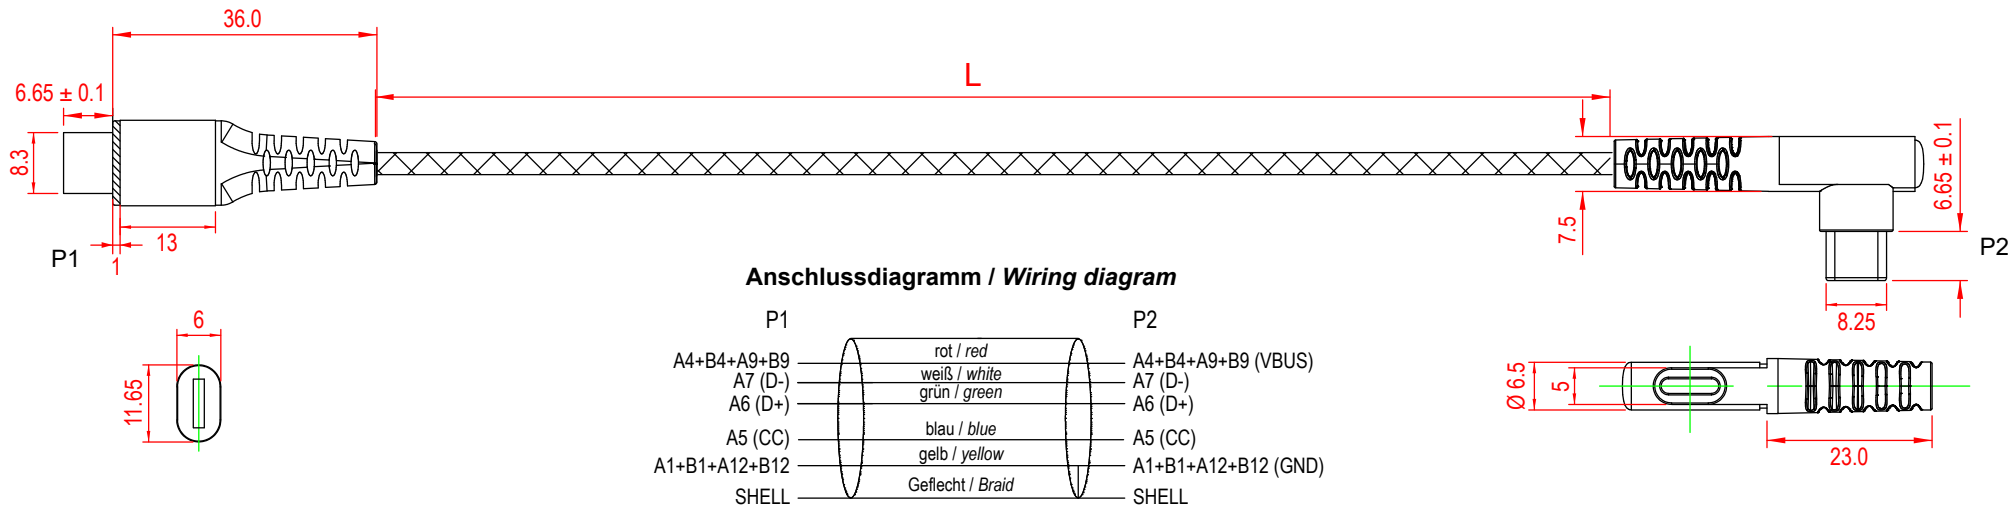 36.0
L
6.65 ± 0.1
8.3
13
1
P1
7.5
6.65 ± 0.1
P2
8.25
Anschlussdiagramm / Wiring diagram
P1
P2
A4+B4+A9+B9
rot / red
A4+B4+A9+B9 (VBUS)
A7 (D-)
weiß / white
A7 (D-)
A6 (D+)
grün / green
A6 (D+)
A5 (CC)
blau / blue
A5 (CC)
A1+B1+A12+B12
gelb / yellow
A1+B1+A12+B12 (GND)
SHELL
Geflecht / Braid
SHELL
6
11.65
Ø 6.5
5
23.0